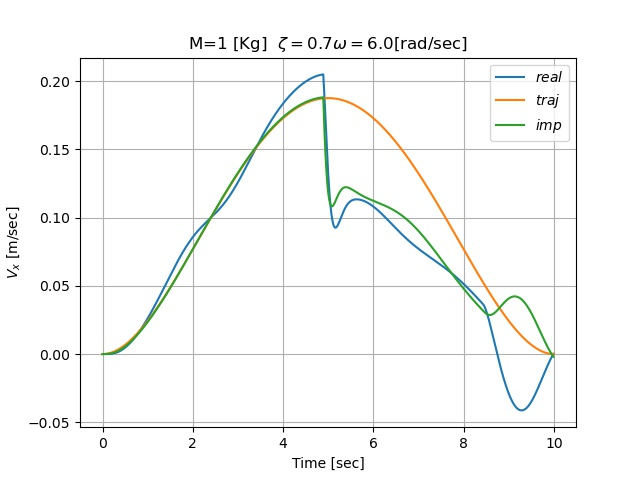 M=1 [Kg] ζ = 0.7ω = 6.0[rad/sec]
0.20
0.15
0.10
0.05
0.00
−0.05
V_x [m/sec]
real
traj
imp
0 2 4 6 8 10
Time [sec]